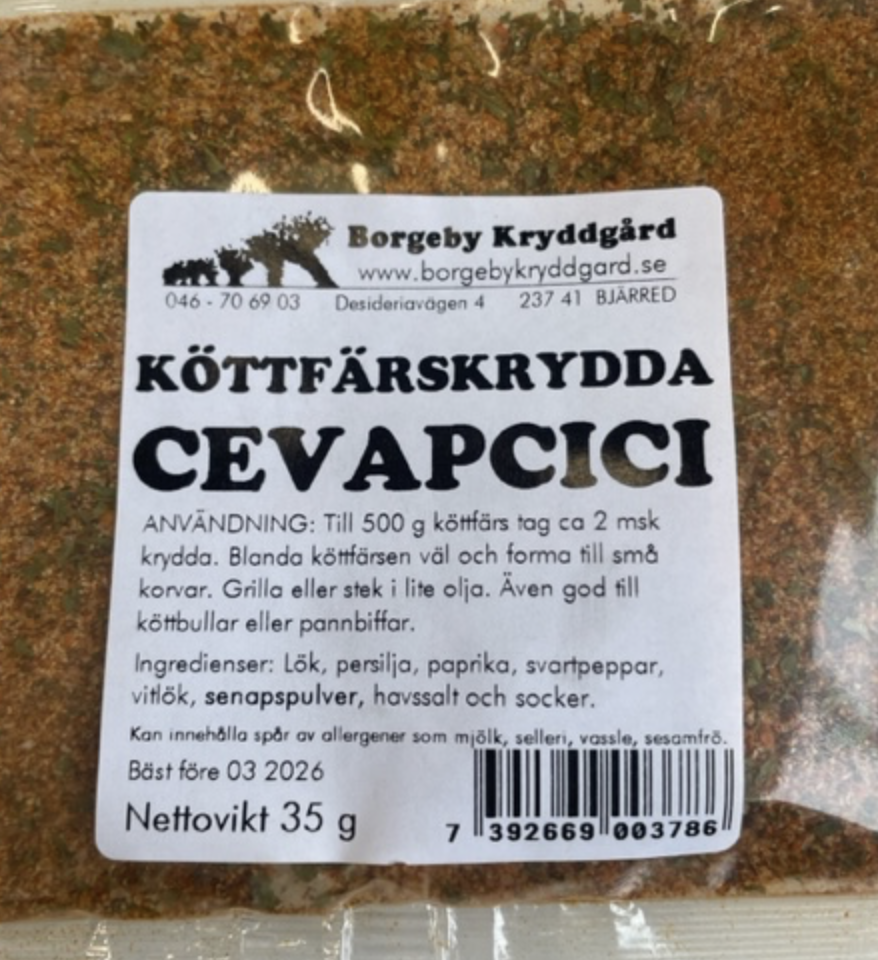 Borgeby Kryddgård
www.borgebykryddgard.se
046 - 70 69 03 Desideriavägen 4 237 41 BJÄRRED
KÖTTFÄRSKRYDDA
CEVAPCICI
ANVÄNDNING: Till 500 g köttfärs tag ca 2 msk
krydda. Blanda köttfärsen väl och forma till små
korvar. Grilla eller stek i lite olja. Även god till
köttbullar eller pannbiffar.
Ingredienser: Lök, persilja, paprika, svartpeppar,
vitlök, senapspulver, havssalt och socker.
Kan innehålla spår av allergener som mjölk, selleri, vassle, sesamfrö.
Bäst före 03 2026
Nettovikt 35 g
7 392669 003786